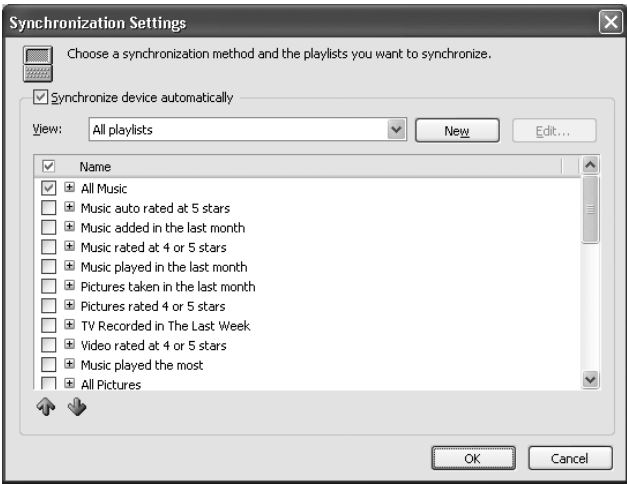 Synchronization Settings
Choose a synchronization method and the playlists you want to synchronize.
Synchronize device automatically
View: All playlists New Edit...
Name
All Music
Music auto rated at 5 stars
Music added in the last month
Music rated at 4 or 5 stars
Music played in the last month
Pictures taken in the last month
Pictures rated 4 or 5 stars
TV Recorded in The Last Week
Video rated at 4 or 5 stars
Music played the most
All Pictures
OK Cancel